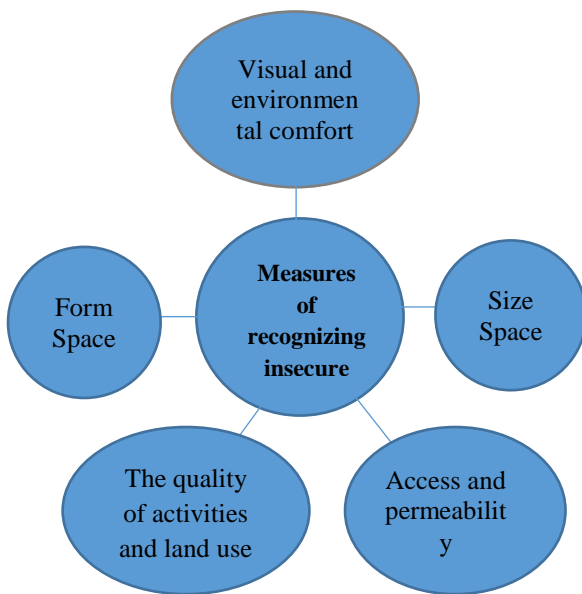 Visual and
environmen
tal comfort
Form
Space
Measures
of
recognizing
insecure
Size
Space
The quality
of activities
and land use
Access and
permeabilit
y